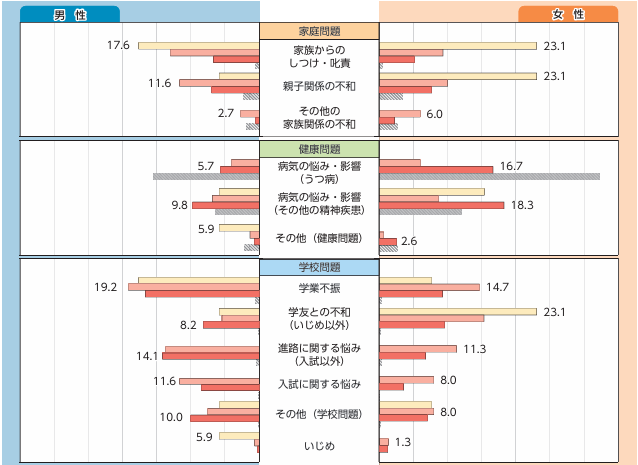 男 性
女 性
家庭問題
17.6
家族からの
しつけ・叱責
23.1
11.6
親子関係の不和
23.1
2.7
その他の
家族関係の不和
6.0
健康問題
5.7
病気の悩み・影響
(うつ病)
16.7
9.8
病気の悩み・影響
(その他の精神疾患)
18.3
5.9
その他(健康問題)
2.6
学校問題
19.2
学業不振
14.7
8.2
学友との不和
(いじめ以外)
23.1
14.1
進路に関する悩み
(入試以外)
11.3
11.6
入試に関する悩み
8.0
10.0
その他(学校問題)
8.0
5.9
いじめ
1.3